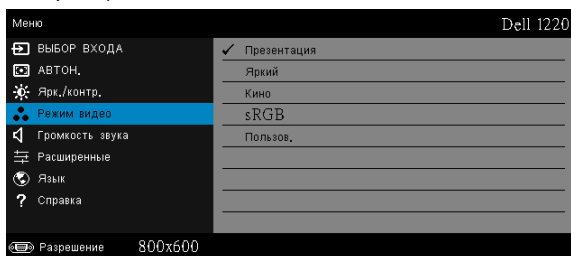 Меню Dell 1220
ВЫБОР ВХОДА
АВТОН.
Ярк./контр.
Режим видео
Громкость звука
Расширенные
Язык
? Справка
✓ Презентация
Яркий
Кино
sRGB
Пользов.
Разрешение 800x600